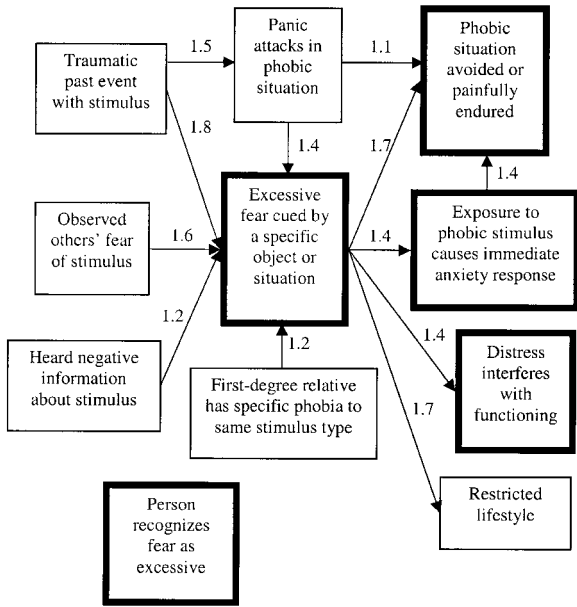 Traumatic
past event
with stimulus
1.5
Panic
attacks in
phobic
situation
1.1
Phobic
situation
avoided or
painfully
endured
1.8
1.4
1.7
1.4
Observed
others' fear
of stimulus
1.6
Excessive
fear cued by
a specific
object or
situation
1.4
Exposure to
phobic stimulus
causes immediate
anxiety response
1.2
1.2
1.4
Heard negative
information
about stimulus
First-degree relative
has specific phobia to
same stimulus type
1.7
Distress
interferes
with
functioning
Person
recognizes
fear as
excessive
Restricted
lifestyle